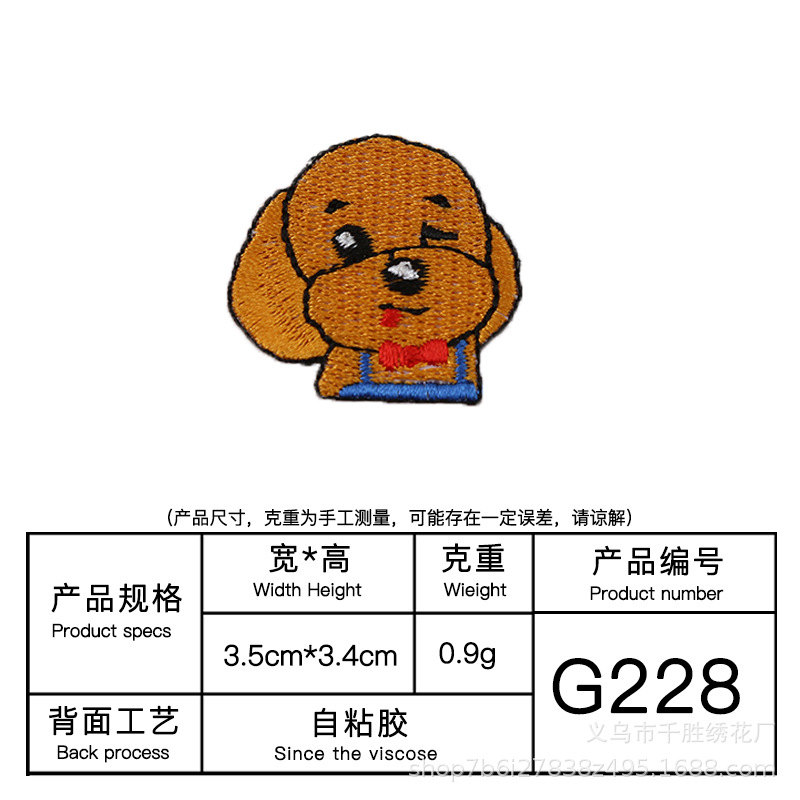 (产品尺寸，克重为手工测量，可能存在一定误差，请谅解)
产品规格
Product specs
宽*高
Width Height
克重
Wieight
产品编号
Product number
3.5cm*3.4cm
0.9g
G228
背面工艺
Back process
自粘胶
Since the viscose
义乌市千胜绣花厂
shop7b6i27838z495.1688.com